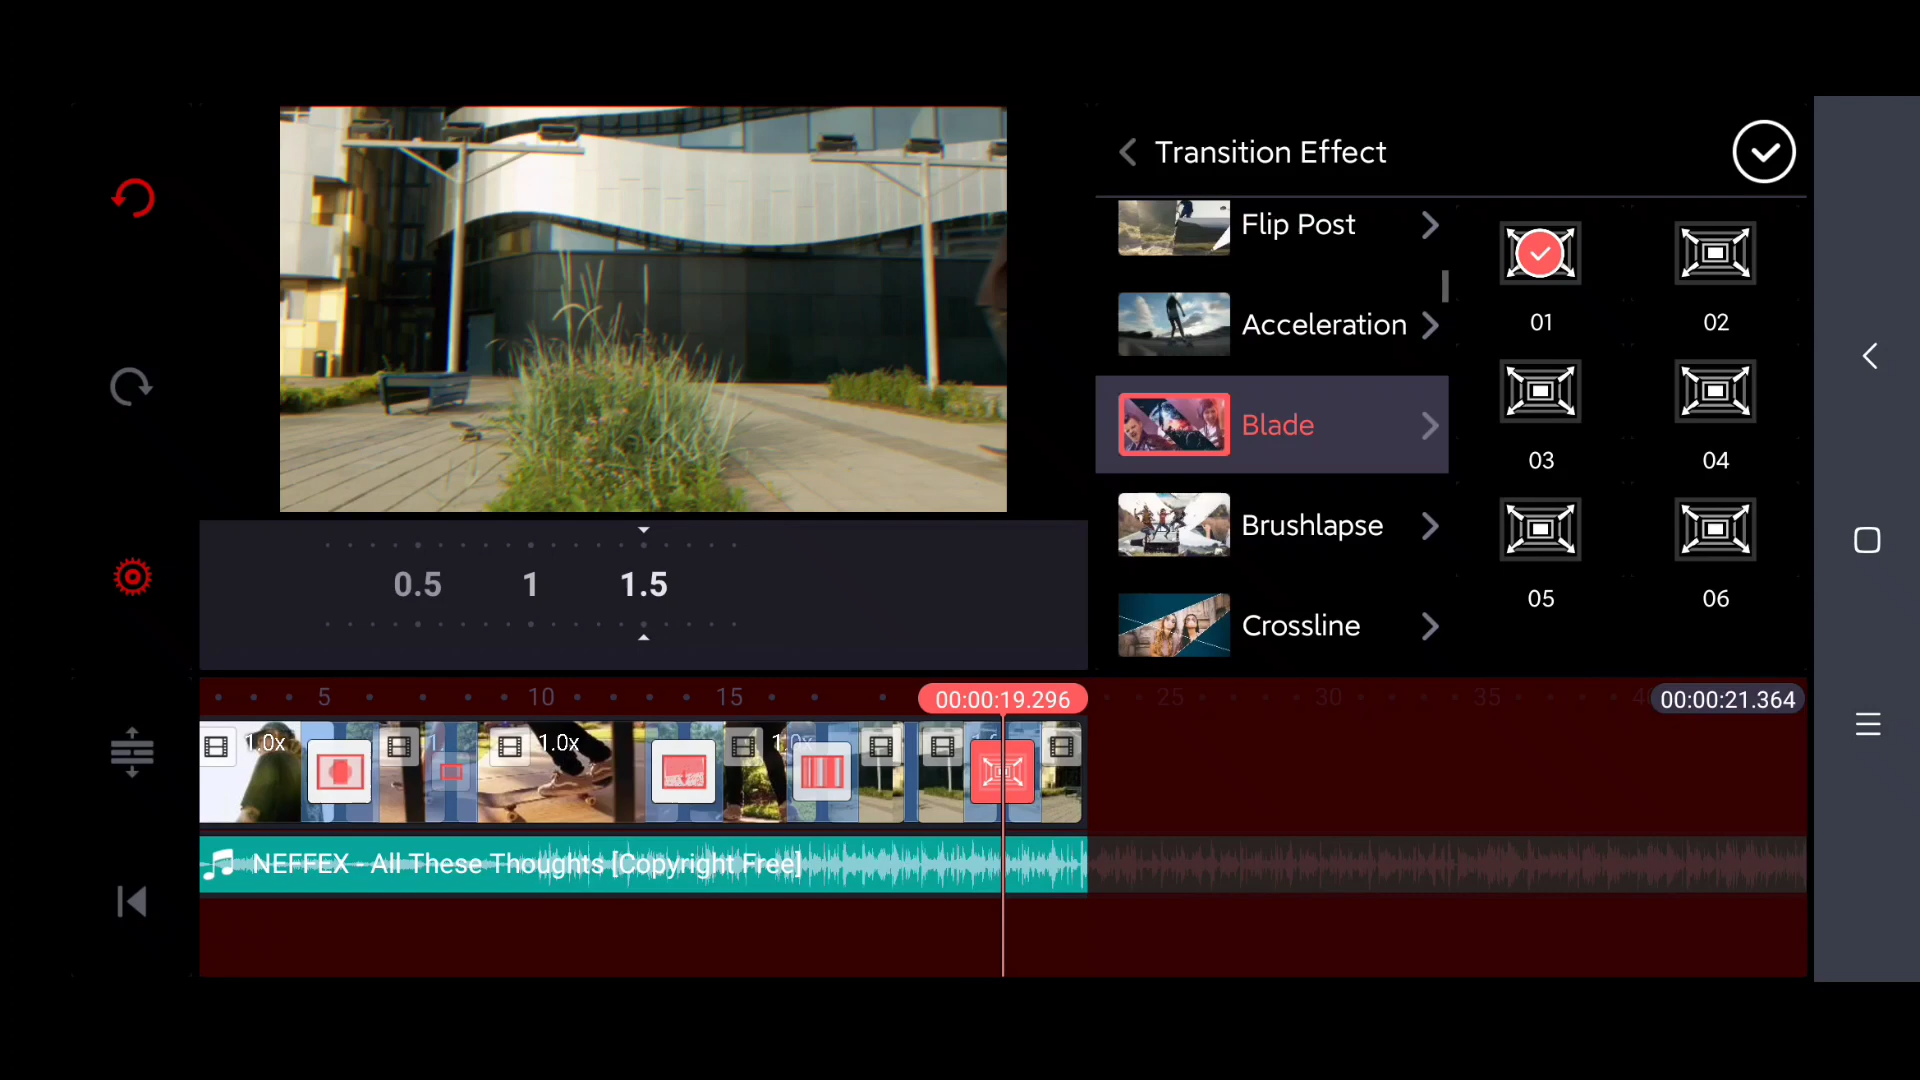 Transition Effect
Flip Post
Acceleration
Blade
Brushlapse
Crossline
01
02
03
04
05
06
0.5 1 1.5
5 10 15 00:00:19.296 25 30 35 00:00:21.364
1.0x 1.0x 1.0x
NEFFEX - All These Thoughts [Copyright Free]